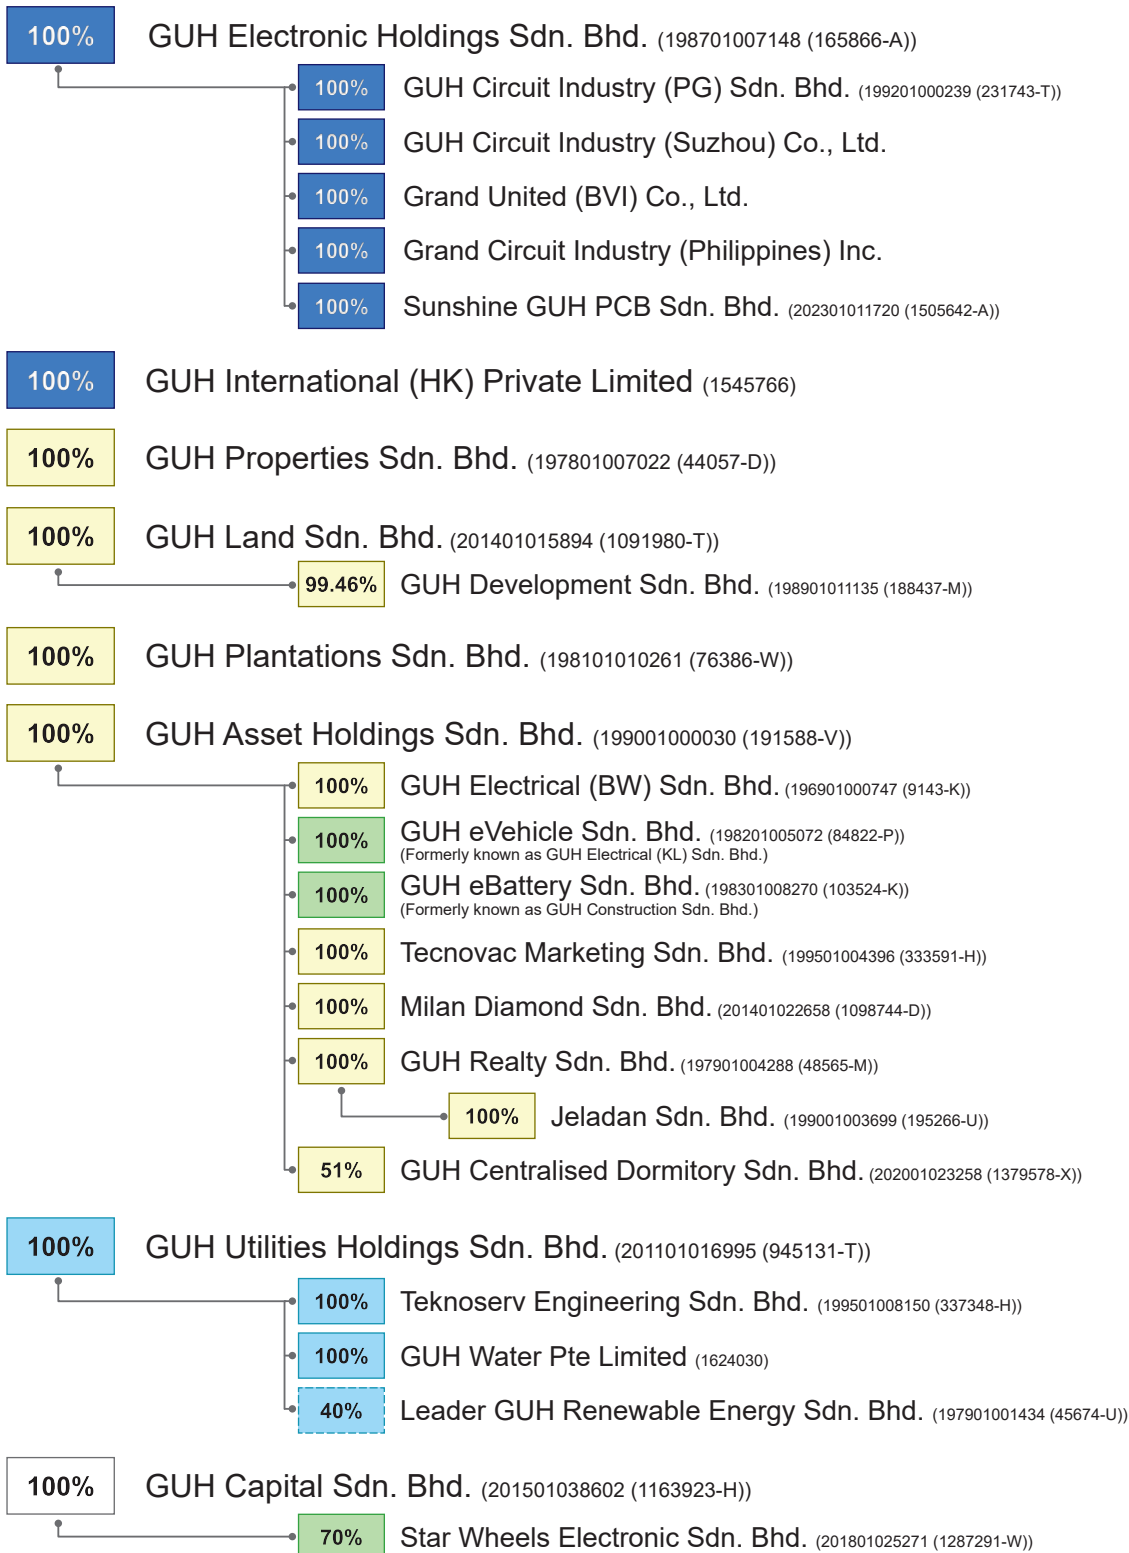 100% GUH Electronic Holdings Sdn. Bhd. (198701007148 (165866-A))
100% GUH Circuit Industry (PG) Sdn. Bhd. (199201000239 (231743-T))
100% GUH Circuit Industry (Suzhou) Co., Ltd.
100% Grand United (BVI) Co., Ltd.
100% Grand Circuit Industry (Philippines) Inc.
100% Sunshine GUH PCB Sdn. Bhd. (202301011720 (1505642-A))
100% GUH International (HK) Private Limited (1545766)
100% GUH Properties Sdn. Bhd. (197801007022 (44057-D))
100% GUH Land Sdn. Bhd. (201401015894 (1091980-T))
99.46% GUH Development Sdn. Bhd. (198901011135 (188437-M))
100% GUH Plantations Sdn. Bhd. (198101010261 (76386-W))
100% GUH Asset Holdings Sdn. Bhd. (199001000030 (191588-V))
100% GUH Electrical (BW) Sdn. Bhd. (196901000747 (9143-K))
100% GUH eVehicle Sdn. Bhd. (198201005072 (84822-P))
(Formerly known as GUH Electrical (KL) Sdn. Bhd.)
100% GUH eBattery Sdn. Bhd. (198301008270 (103524-K))
(Formerly known as GUH Construction Sdn. Bhd.)
100% Tecnovac Marketing Sdn. Bhd. (199501004396 (333591-H))
100% Milan Diamond Sdn. Bhd. (201401022658 (1098744-D))
100% GUH Realty Sdn. Bhd. (197901004288 (48565-M))
100% Jeladan Sdn. Bhd. (199001003699 (195266-U))
51% GUH Centralised Dormitory Sdn. Bhd. (202001023258 (1379578-X))
100% GUH Utilities Holdings Sdn. Bhd. (201101016995 (945131-T))
100% Teknoserv Engineering Sdn. Bhd. (199501008150 (337348-H))
100% GUH Water Pte Limited (1624030)
40% Leader GUH Renewable Energy Sdn. Bhd. (197901001434 (45674-U))
100% GUH Capital Sdn. Bhd. (201501038602 (1163923-H))
70% Star Wheels Electronic Sdn. Bhd. (201801025271 (1287291-W))